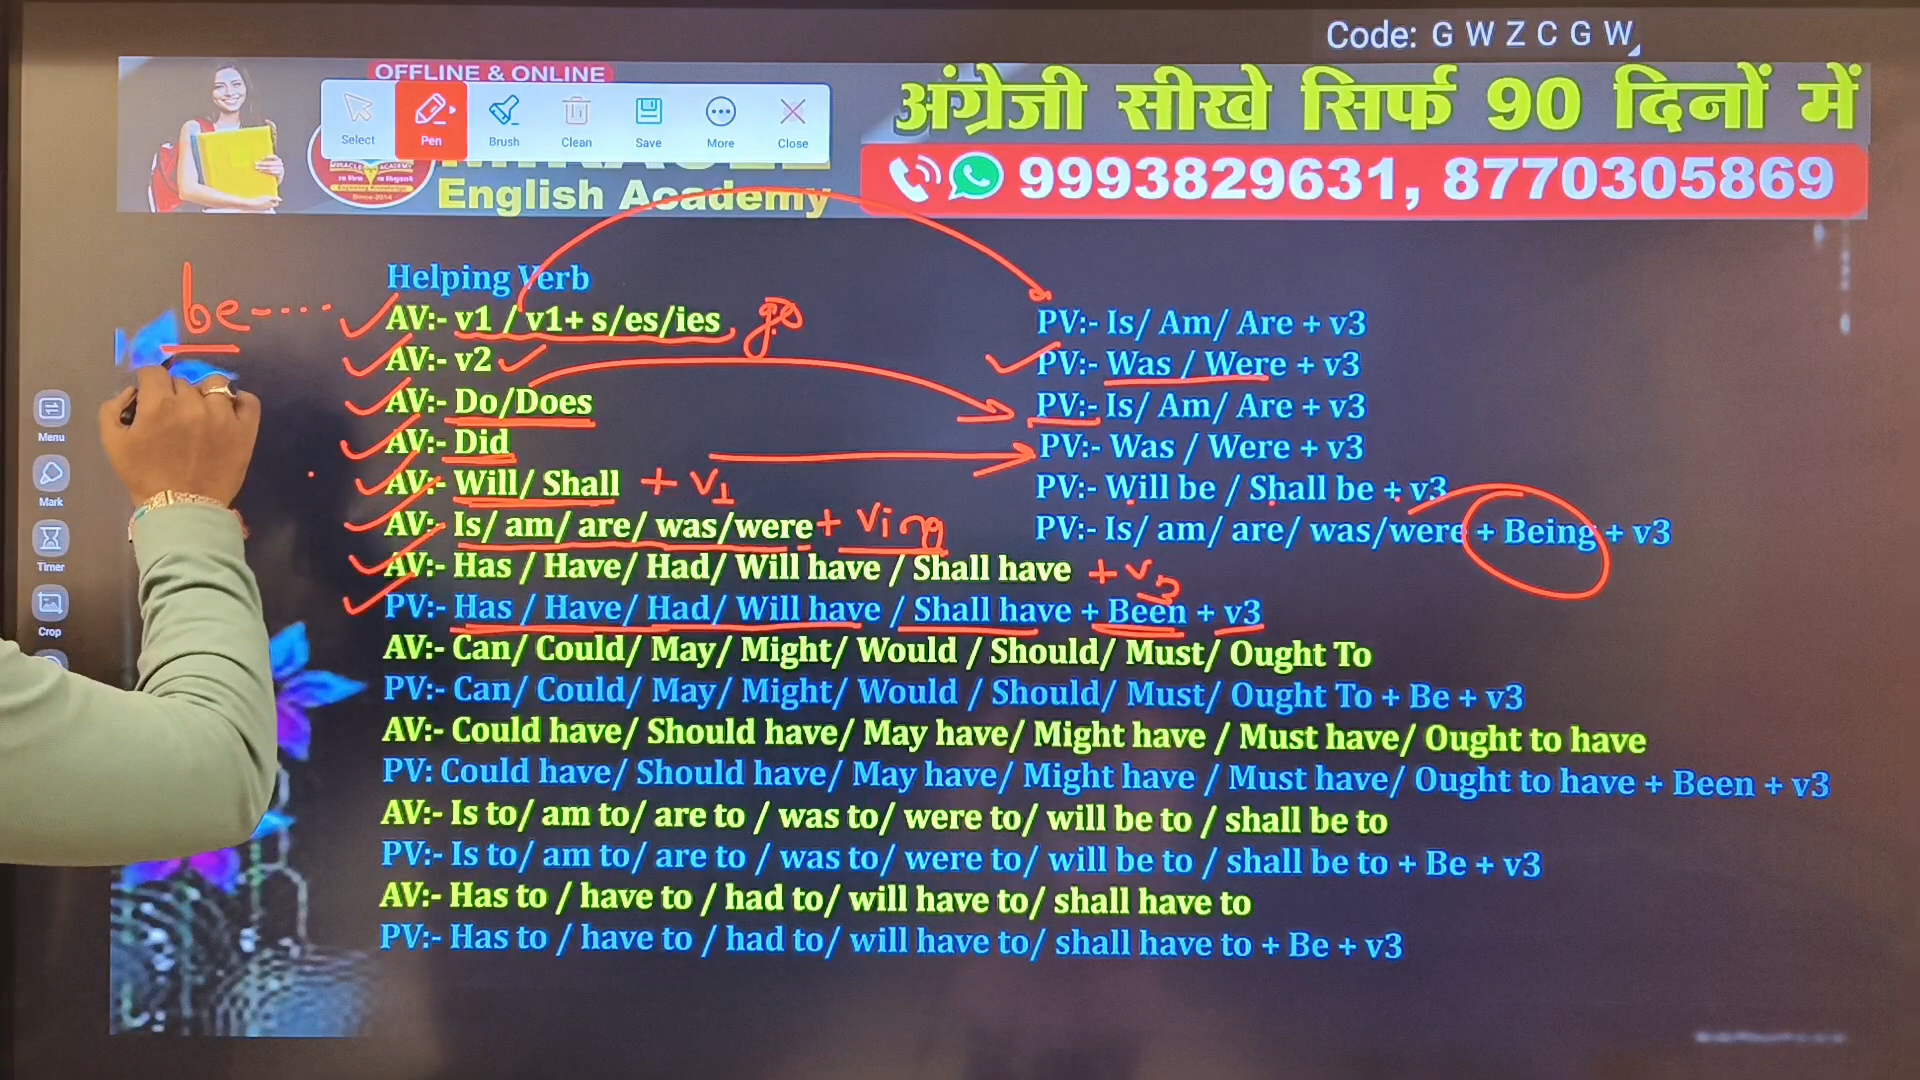 Code: G W Z C G W
OFFLINE & ONLINE
Select
Pen
Brush
Clean
Save
More
Close
English Academy
Since-2014
अंग्रेजी सीखे सिर्फ 90 दिनों में
9993829631, 8770305869
Menu
Mark
Timer
Crop
be----
Helping Verb
AV:- v1 / v1+ s/es/ies go
PV:- Is/ Am/ Are + v3
AV:- v2
PV:- Was / Were + v3
AV:- Do/Does
PV:- Is/ Am/ Are + v3
AV:- Did
PV:- Was / Were + v3
AV:- Will/ Shall + V1
PV:- Will be / Shall be + v3
AV:- Is/ am/ are/ was/were + Ving
PV:- Is/ am/ are/ was/were + Being + v3
AV:- Has / Have/ Had/ Will have / Shall have + V3
PV:- Has / Have/ Had/ Will have / Shall have + Been + v3
AV:- Can/ Could/ May/ Might/ Would / Should/ Must/ Ought To
PV:- Can/ Could/ May/ Might/ Would / Should/ Must/ Ought To + Be + v3
AV:- Could have/ Should have/ May have/ Might have / Must have/ Ought to have
PV: Could have/ Should have/ May have/ Might have / Must have/ Ought to have + Been + v3
AV:- Is to/ am to/ are to / was to/ were to/ will be to / shall be to
PV:- Is to/ am to/ are to / was to/ were to/ will be to / shall be to + Be + v3
AV:- Has to / have to / had to/ will have to/ shall have to
PV:- Has to / have to / had to/ will have to/ shall have to + Be + v3